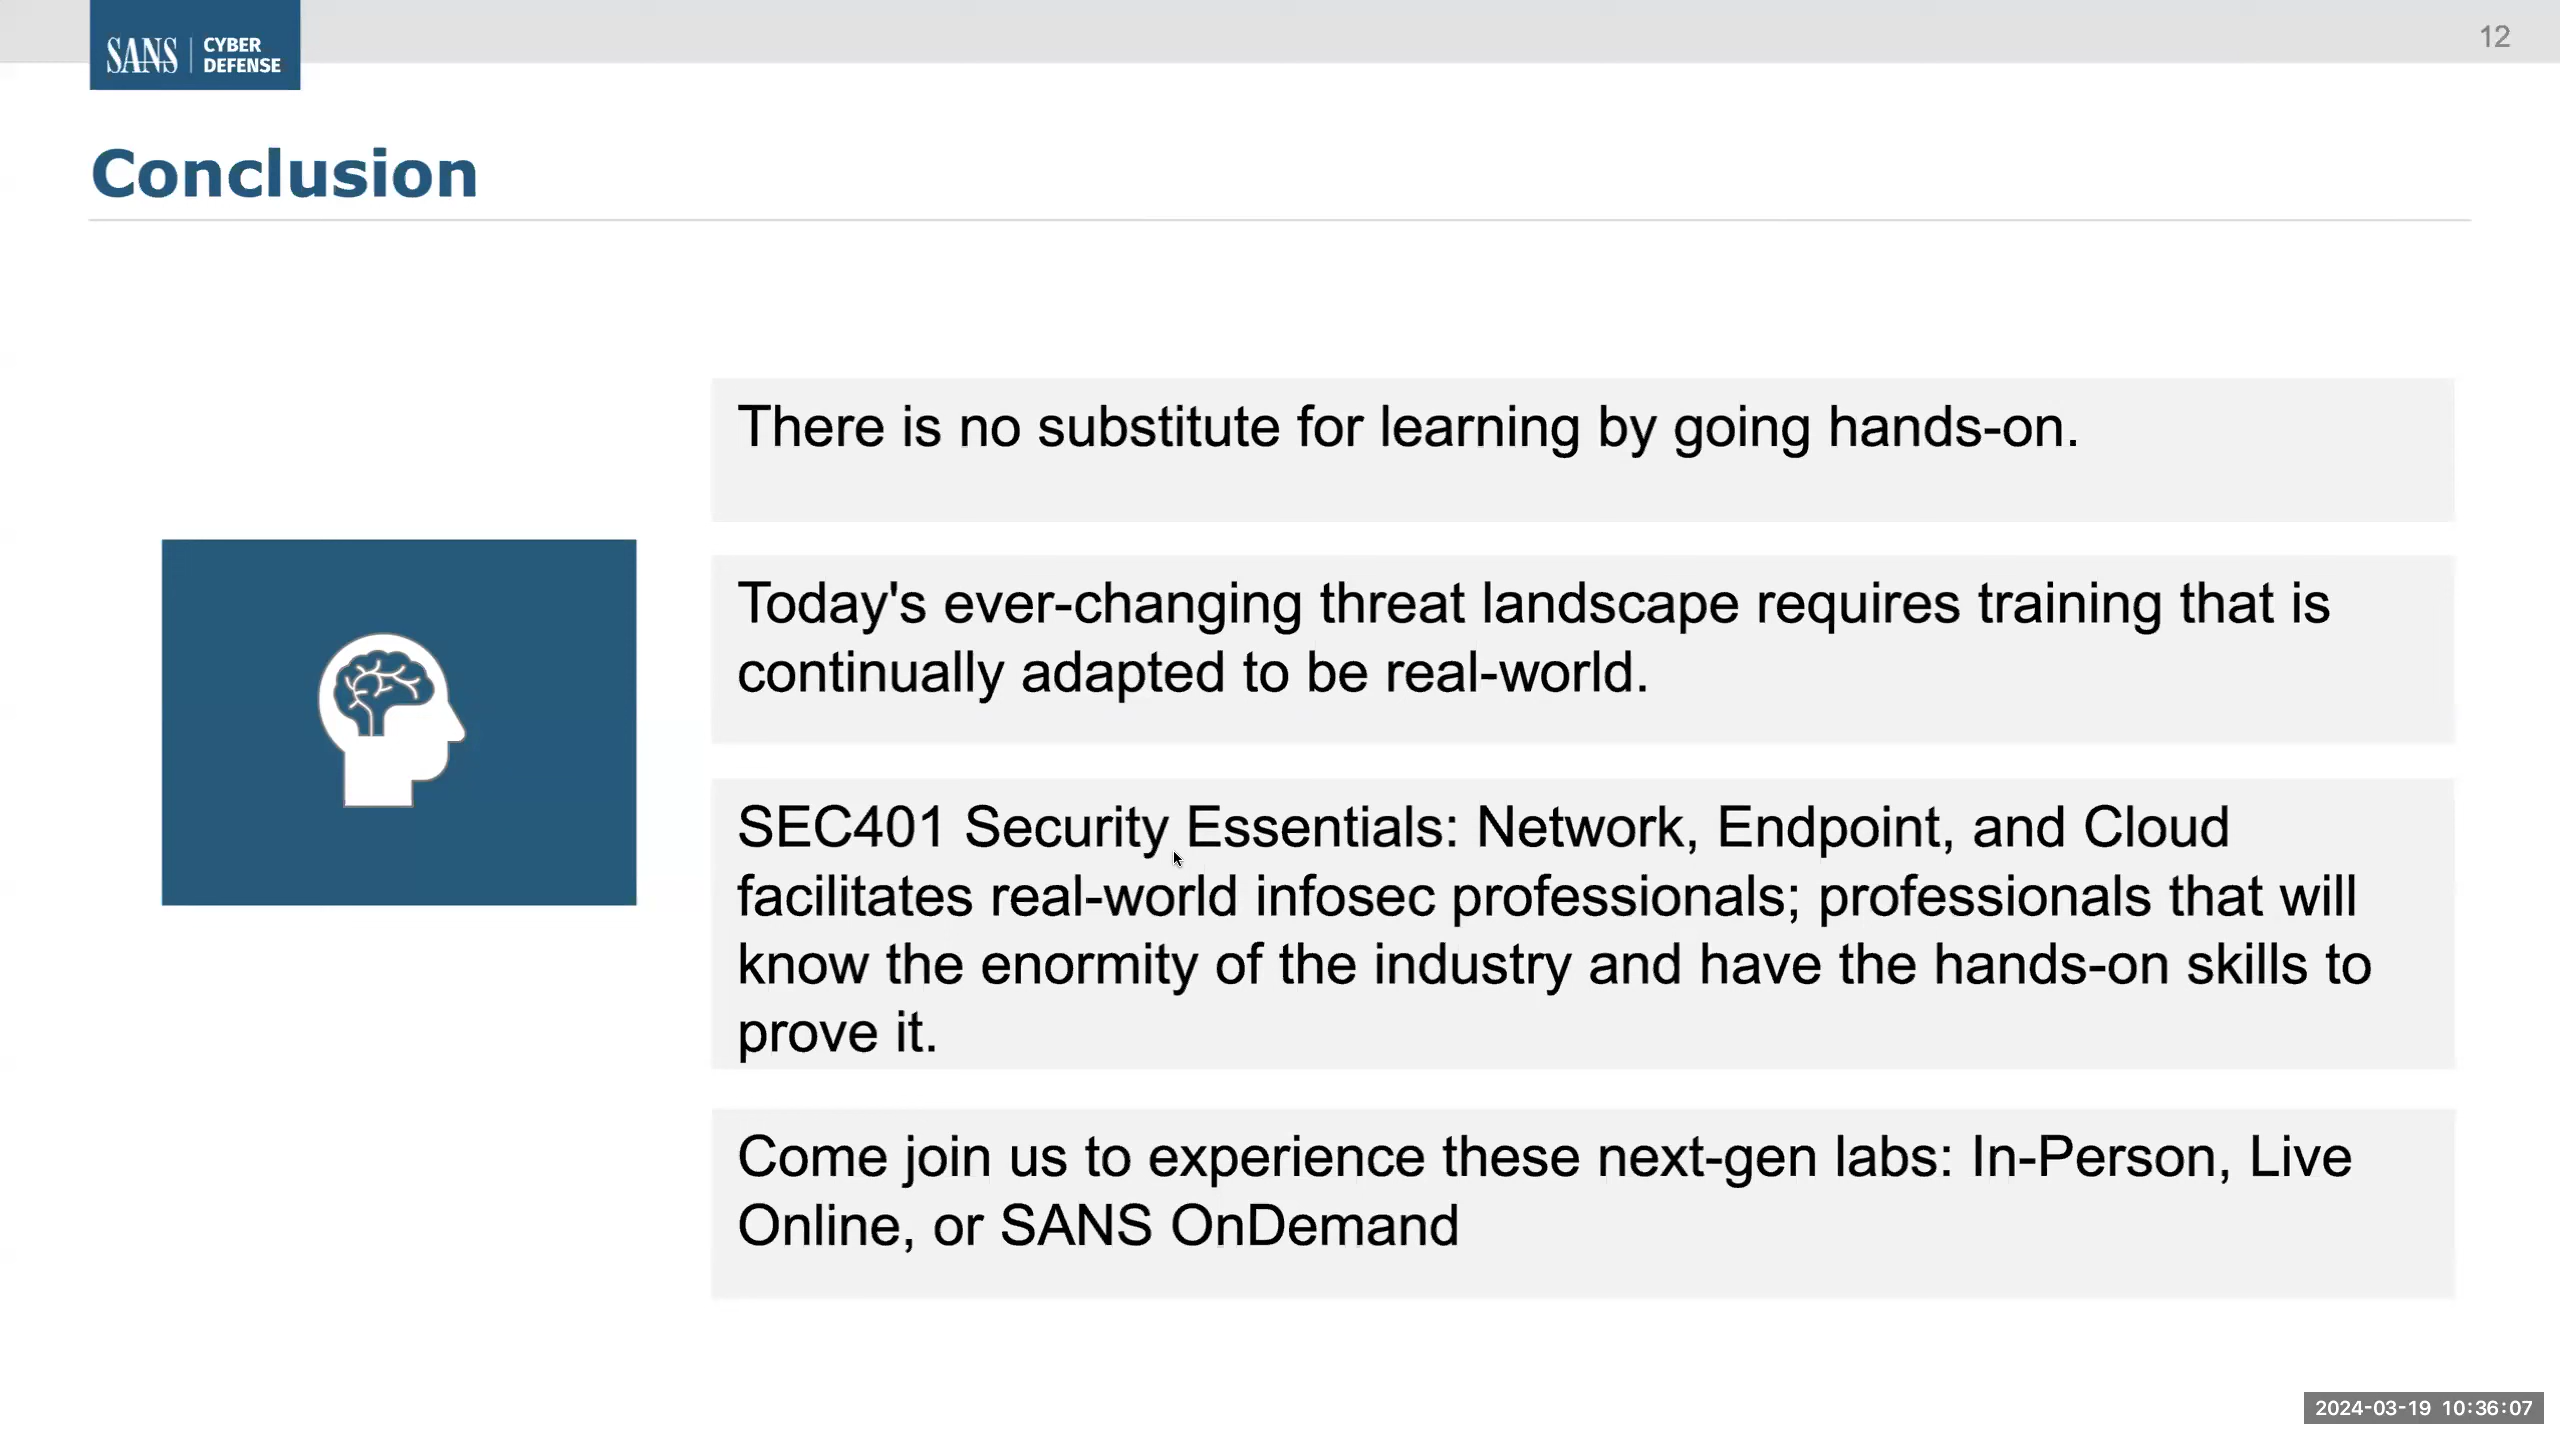 SANS
CYBER
DEFENSE
12
Conclusion
There is no substitute for learning by going hands-on.
Today's ever-changing threat landscape requires training that is
continually adapted to be real-world.
SEC401 Security Essentials: Network, Endpoint, and Cloud
facilitates real-world infosec professionals; professionals that will
know the enormity of the industry and have the hands-on skills to
prove it.
Come join us to experience these next-gen labs: In-Person, Live
Online, or SANS OnDemand
2024-03-19 10:36:07